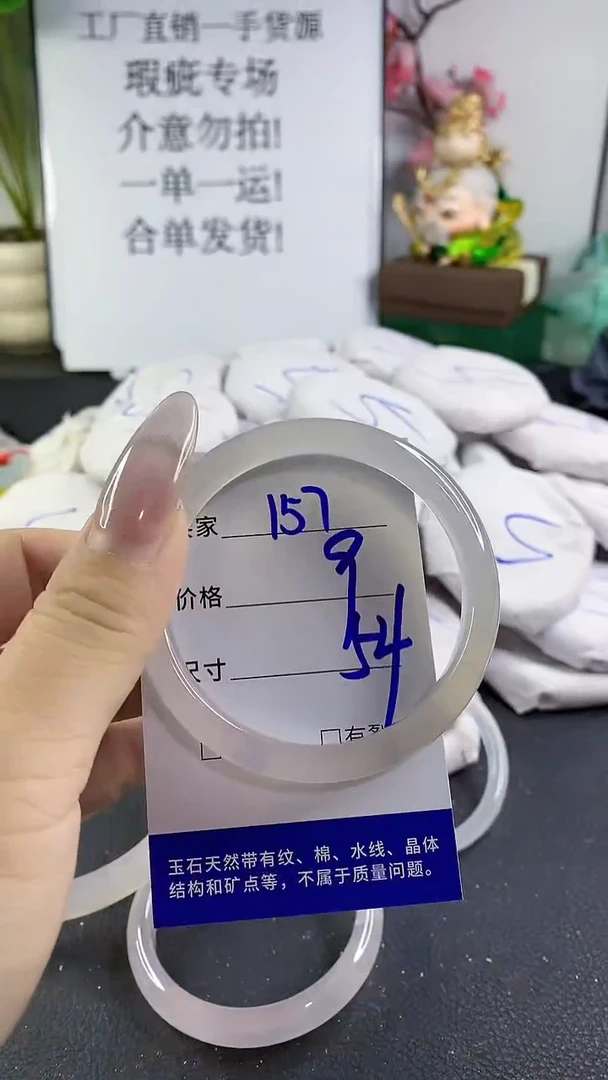 工厂直销一手货源
瑕疵专场
介意勿拍!
一单一运!
合单发货!
家 157
价格 9
尺寸 54
□ □有裂
玉石天然带有纹、棉、水线、晶体
结构和矿点等，不属于质量问题。